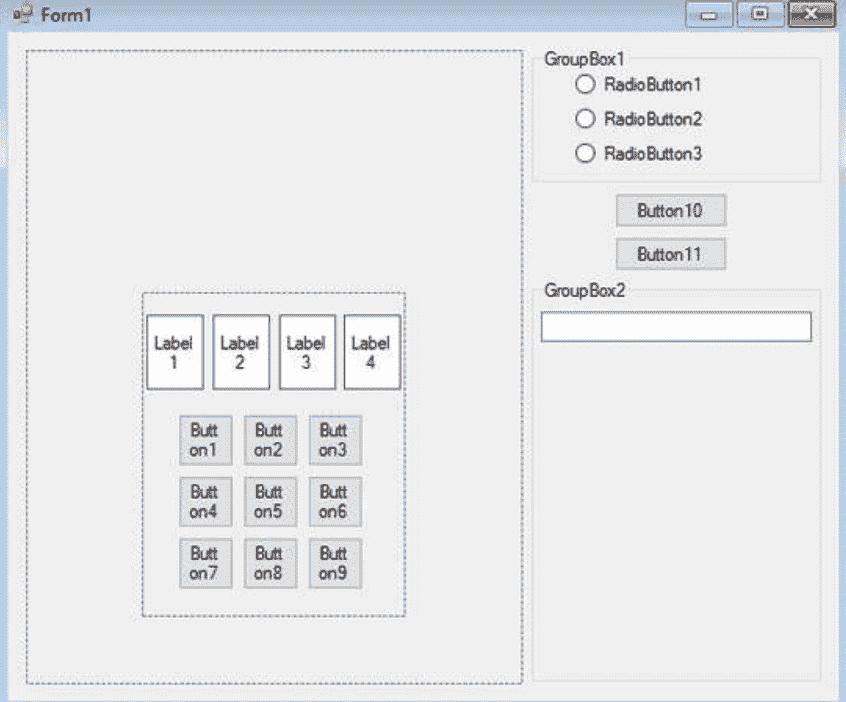 Form1
GroupBox1
RadioButton1
RadioButton2
RadioButton3
Button10
Button11
GroupBox2
Label Label Label Label
1 2 3 4
Butt Butt Butt
on1 on2 on3
Butt Butt Butt
on4 on5 on6
Butt Butt Butt
on7 on8 on9